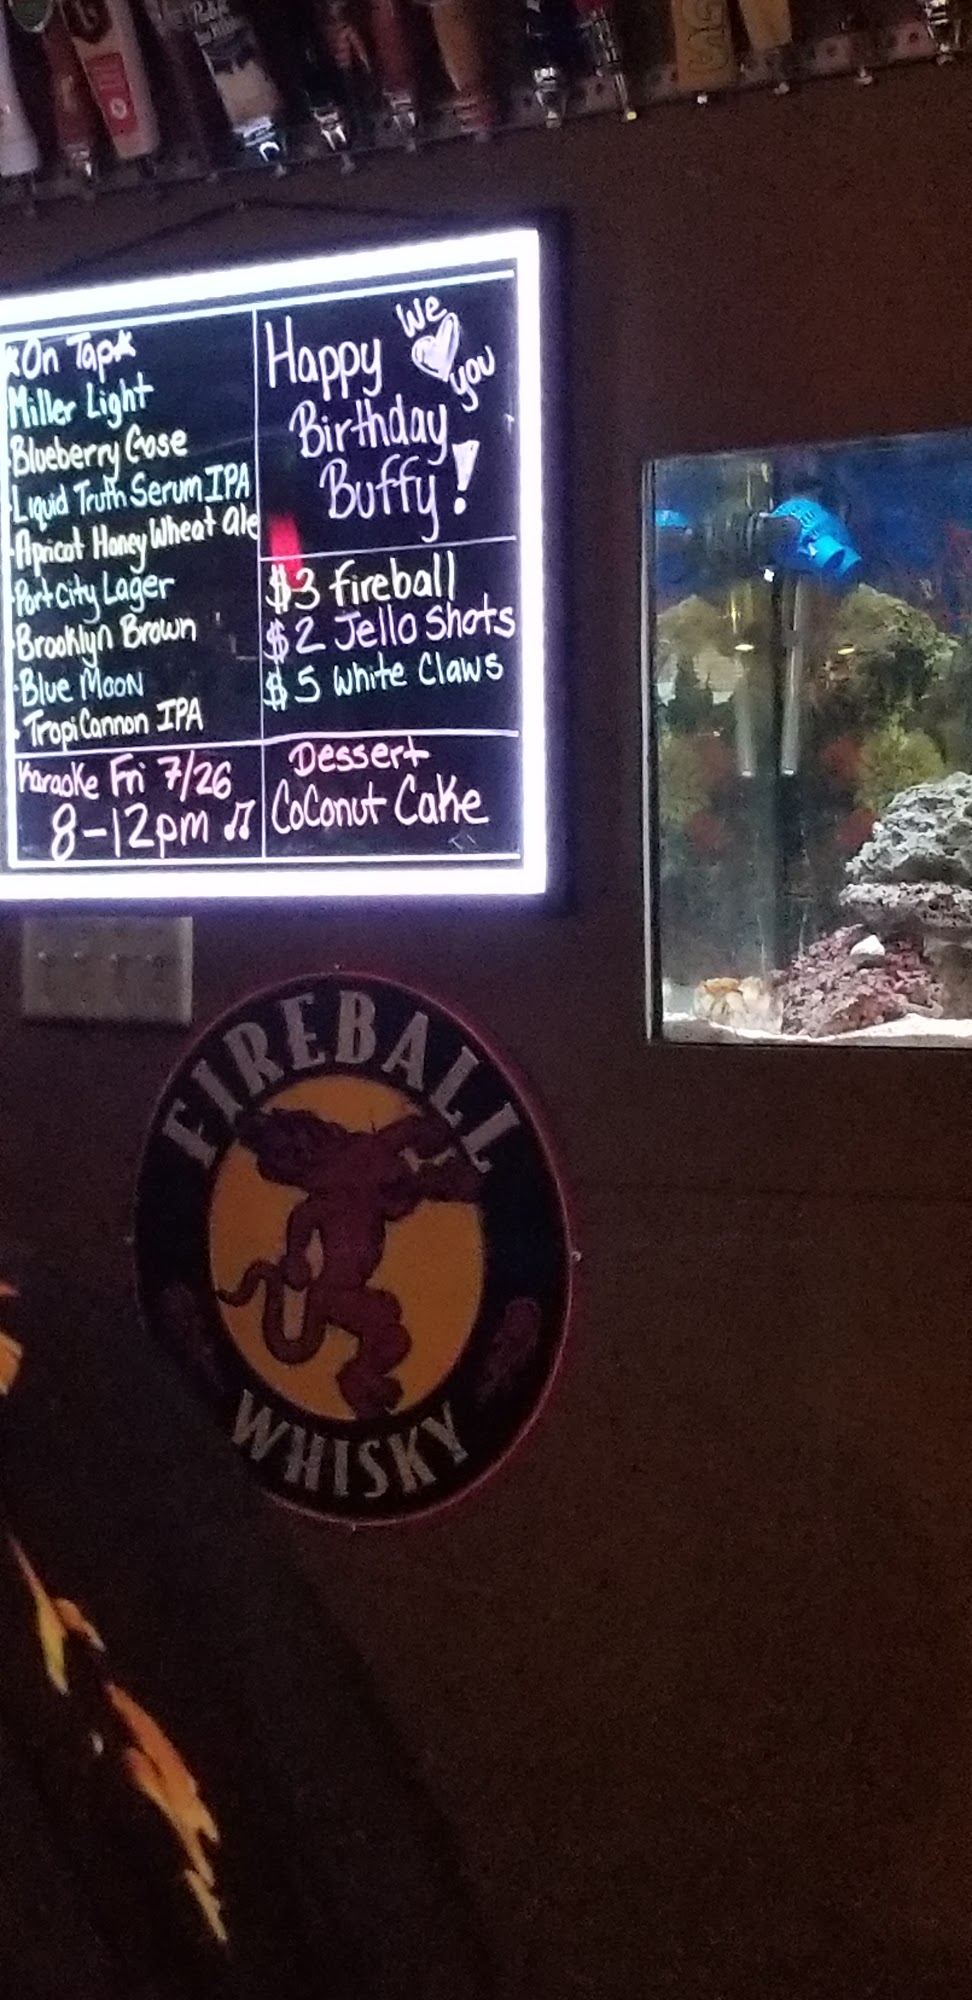 *On Tap*
Miller Light
Blueberry Gose
Liquid Truth Serum IPA
Apricot Honey Wheat Ale
Port City Lager
Brooklyn Brown
Blue Moon
TropiCannon IPA
Karaoke Fri 7/26
8-12pm ♫
We
♥
you
Happy
Birthday
Buffy!
$3 fireball
$2 Jello Shots
$5 White Claws
Dessert
Coconut Cake
FIREBALL
WHISKY